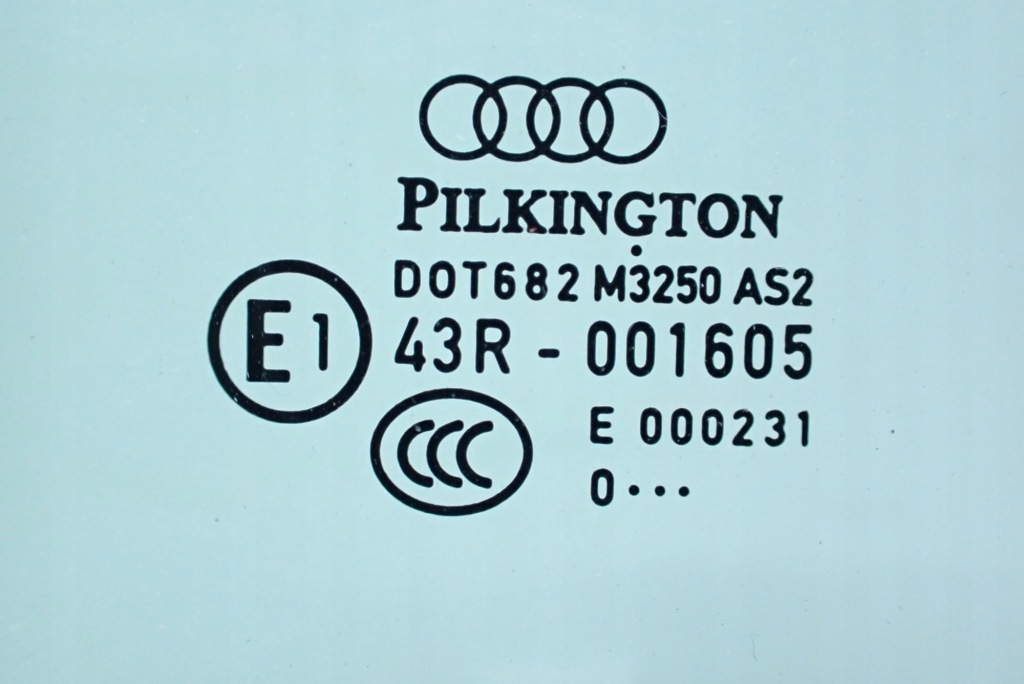 PILKINGTON
DOT682 M3250 AS2
E1 43R - 001605
CCC E 000231
0 •••